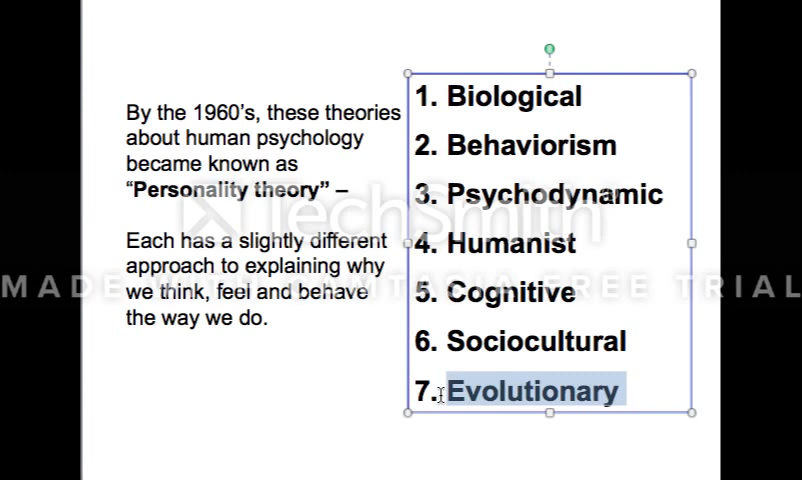 By the 1960's, these theories
about human psychology
became known as
“Personality theory” –
Each has a slightly different
approach to explaining why
we think, feel and behave
the way we do.
1. Biological
2. Behaviorism
3. Psychodynamic
4. Humanist
5. Cognitive
6. Sociocultural
7. Evolutionary
TechSmith
MADE WITH CAMTASIA FREE TRIAL